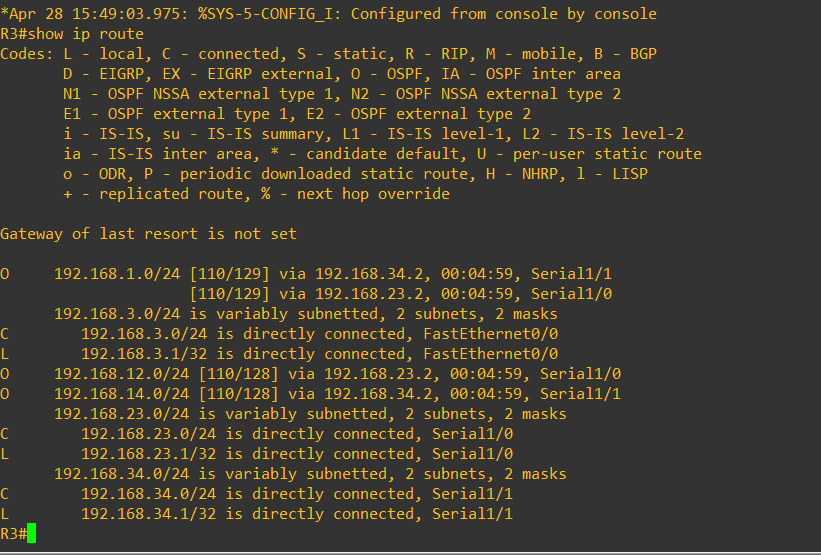 *Apr 28 15:49:03.975: %SYS-5-CONFIG_I: Configured from console by console
R3#show ip route
Codes: L - local, C - connected, S - static, R - RIP, M - mobile, B - BGP
       D - EIGRP, EX - EIGRP external, O - OSPF, IA - OSPF inter area
       N1 - OSPF NSSA external type 1, N2 - OSPF NSSA external type 2
       E1 - OSPF external type 1, E2 - OSPF external type 2
       i - IS-IS, su - IS-IS summary, L1 - IS-IS level-1, L2 - IS-IS level-2
       ia - IS-IS inter area, * - candidate default, U - per-user static route
       o - ODR, P - periodic downloaded static route, H - NHRP, l - LISP
       + - replicated route, % - next hop override

Gateway of last resort is not set

O     192.168.1.0/24 [110/129] via 192.168.34.2, 00:04:59, Serial1/1
                     [110/129] via 192.168.23.2, 00:04:59, Serial1/0
      192.168.3.0/24 is variably subnetted, 2 subnets, 2 masks
C        192.168.3.0/24 is directly connected, FastEthernet0/0
L        192.168.3.1/32 is directly connected, FastEthernet0/0
O     192.168.12.0/24 [110/128] via 192.168.23.2, 00:04:59, Serial1/0
O     192.168.14.0/24 [110/128] via 192.168.34.2, 00:04:59, Serial1/1
      192.168.23.0/24 is variably subnetted, 2 subnets, 2 masks
C        192.168.23.0/24 is directly connected, Serial1/0
L        192.168.23.1/32 is directly connected, Serial1/0
      192.168.34.0/24 is variably subnetted, 2 subnets, 2 masks
C        192.168.34.0/24 is directly connected, Serial1/1
L        192.168.34.1/32 is directly connected, Serial1/1
R3#